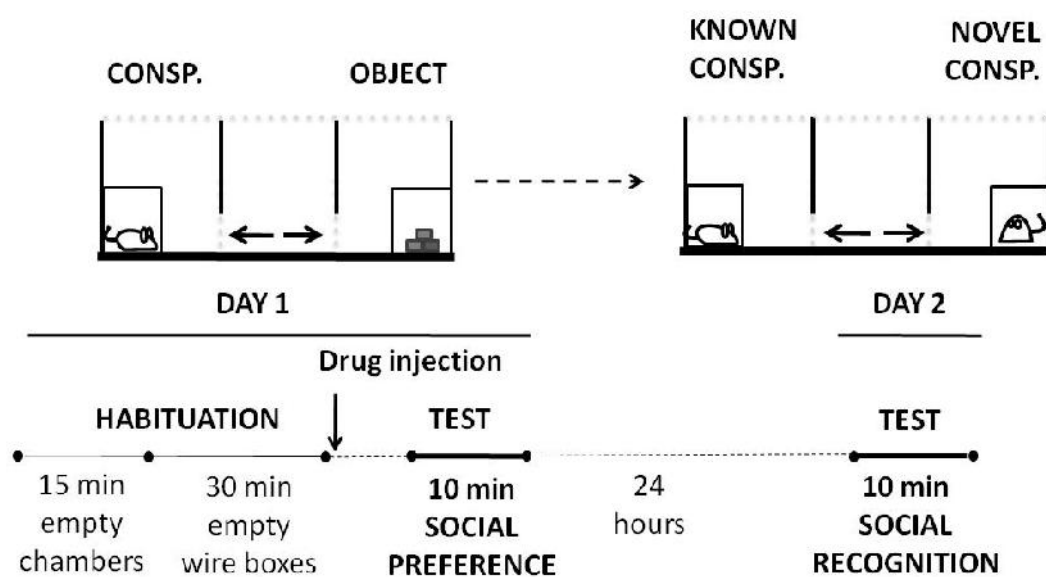 KNOWN CONSP.
NOVEL CONSP.
CONSP.
OBJECT
DAY 1
DAY 2
Drug injection
HABITUATION
TEST
TEST
15 min
empty
chambers
30 min
empty
wire boxes
10 min
SOCIAL
PREFERENCE
24
hours
10 min
SOCIAL
RECOGNITION